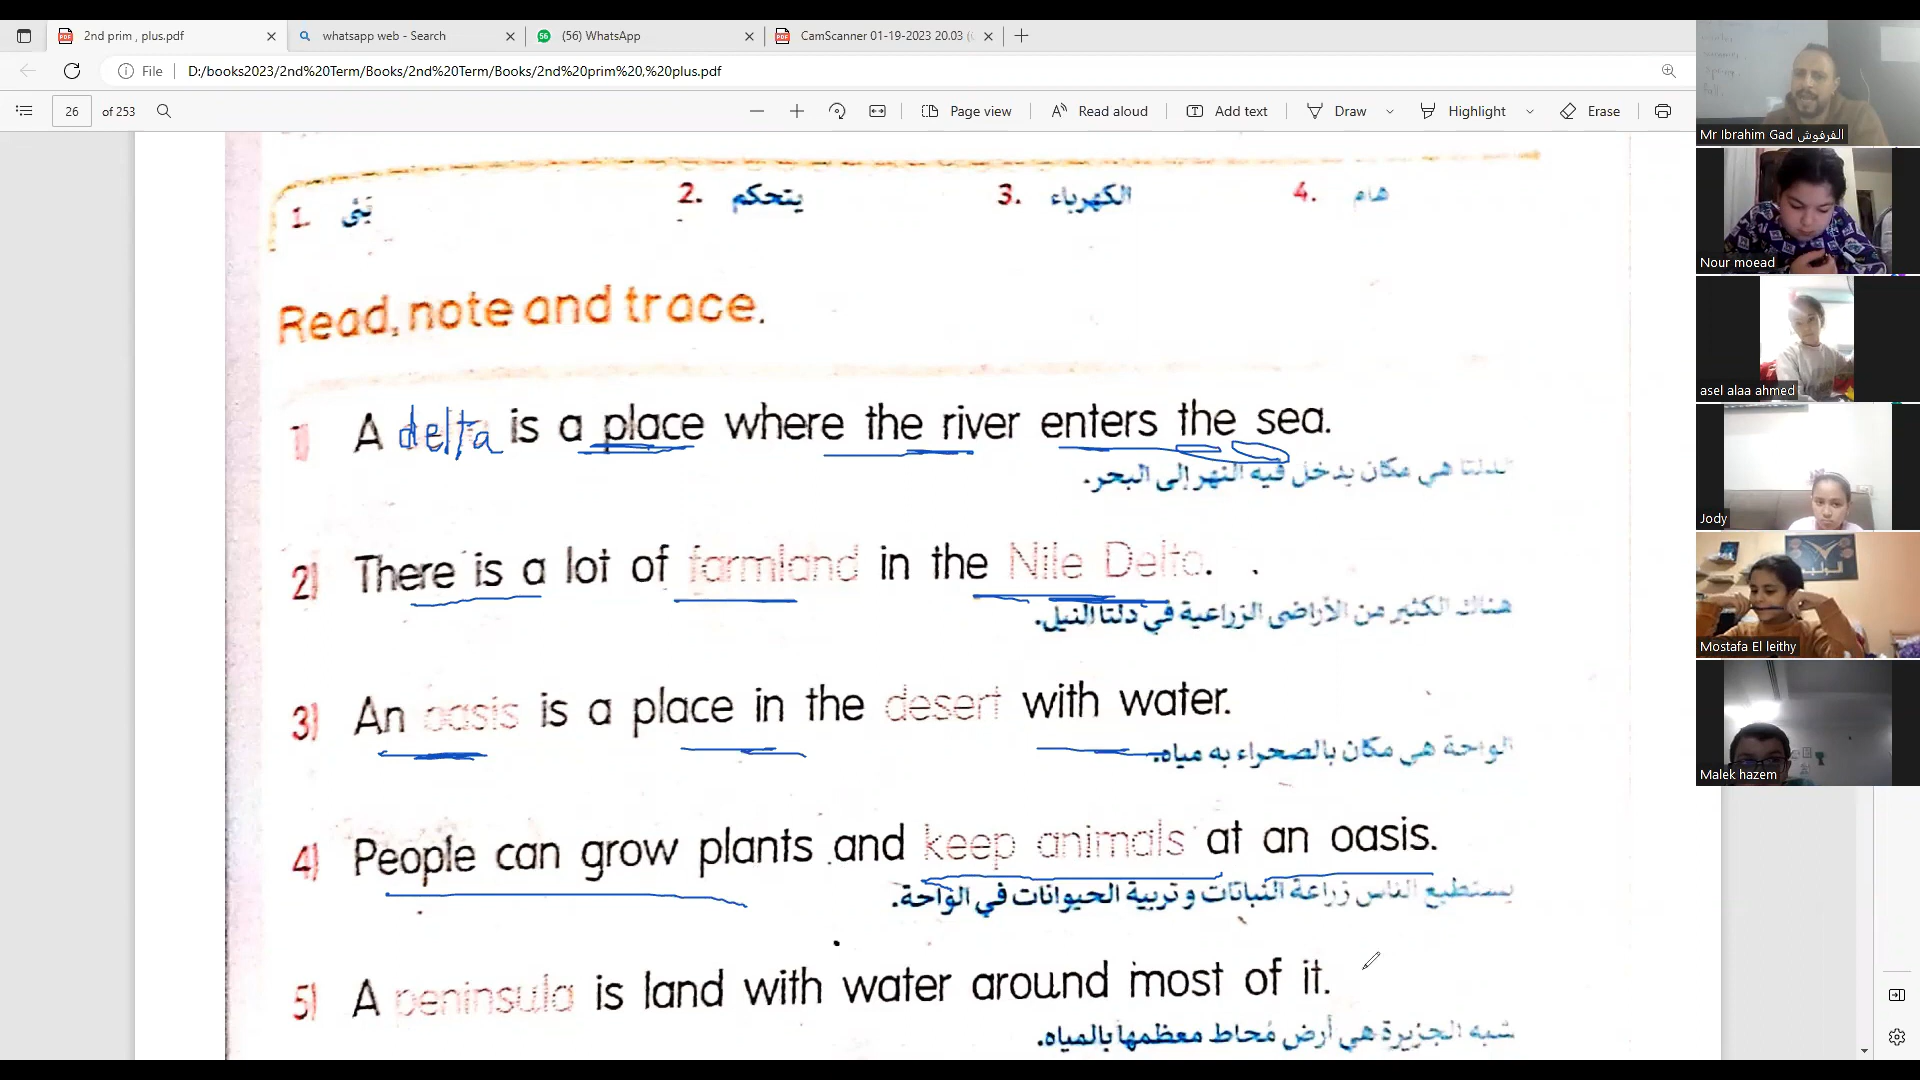 2nd prim , plus.pdf
whatsapp web - Search
(56) WhatsApp
CamScanner 01-19-2023 20.03 (
File D:/books2023/2nd%20Term/Books/2nd%20Term/Books/2nd%20prim%20,%20plus.pdf
26 of 253 Page view Read aloud Add text Draw Highlight Erase
1. بَنَى 2. يتحكم 3. الكهرباء 4. هام
Read, note and trace.
1) A delta is a place where the river enters the sea.
الدلتا هي مكان يدخل فيه النهر إلى البحر.
2) There is a lot of farmland in the Nile Delta.
هناك الكثير من الأراضى الزراعية في دلتا النيل.
3) An oasis is a place in the desert with water.
الواحة هي مكان بالصحراء به مياه.
4) People can grow plants and keep animals at an oasis.
يستطيع الناس زراعة النباتات و تربية الحيوانات في الواحة.
5) A peninsula is land with water around most of it.
شبه الجزيرة هي أرض مُحاط معظمها بالمياه.
Mr Ibrahim Gad الفرفوش
Nour moead
asel alaa ahmed
Jody
Mostafa El leithy
Malek hazem